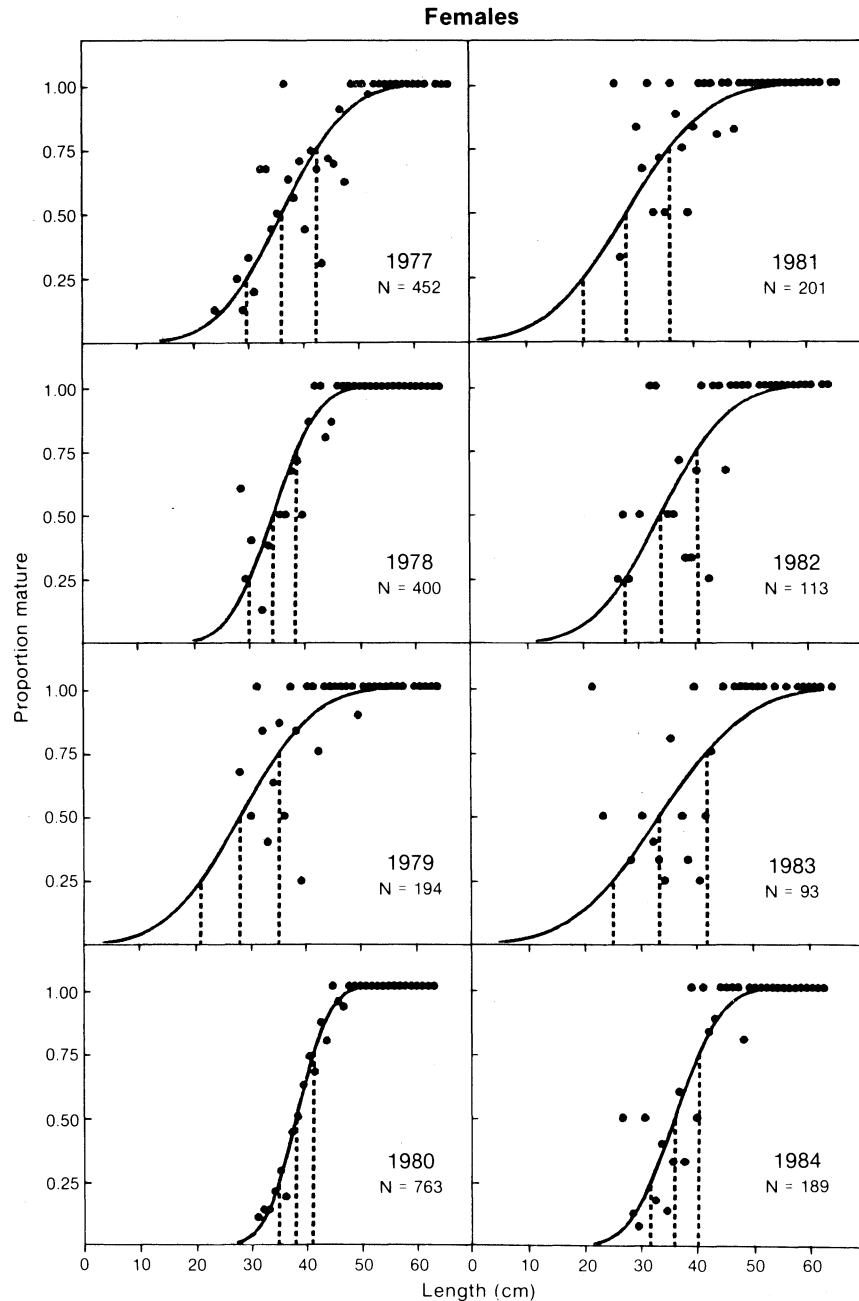 Females
Proportion mature
1.00
0.75
0.50
0.25
1977
N = 452
1981
N = 201
1.00
0.75
0.50
0.25
1978
N = 400
1982
N = 113
1.00
0.75
0.50
0.25
1979
N = 194
1983
N = 93
1.00
0.75
0.50
0.25
1980
N = 763
1984
N = 189
0 10 20 30 40 50 60 0 10 20 30 40 50 60
Length (cm)